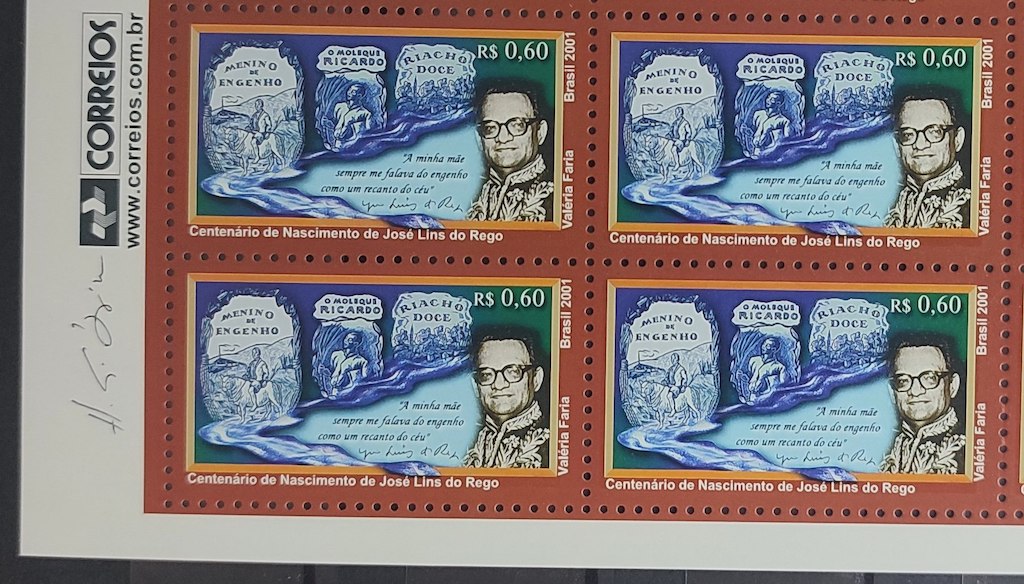 do Rego
CORREIOS
www.correios.com.br
MENINO
DE
ENGENHO
O MOLEQUE
RICARDO
RIACHO
DOCE
R$ 0,60
Brasil 2001
"A minha mãe
sempre me falava do engenho
como um recanto do céu"
Valéria Faria
Centenário de Nascimento de José Lins do Rego
MENINO
DE
ENGENHO
O MOLEQUE
RICARDO
RIACHO
DOCE
R$ 0,60
Brasil 2001
"A minha mãe
sempre me falava do engenho
como um recanto do céu"
Valéria Faria
Centenário de Nascimento de José Lins do Rego
MENINO
DE
ENGENHO
O MOLEQUE
RICARDO
RIACHO
DOCE
R$ 0,60
Brasil 2001
"A minha mãe
sempre me falava do engenho
como um recanto do céu"
Valéria Faria
Centenário de Nascimento de José Lins do Rego
MENINO
DE
ENGENHO
O MOLEQUE
RICARDO
RIACHO
DOCE
R$ 0,60
Brasil 2001
"A minha mãe
sempre me falava do engenho
como um recanto do céu"
Valéria Faria
Centenário de Nascimento de José Lins do Rego